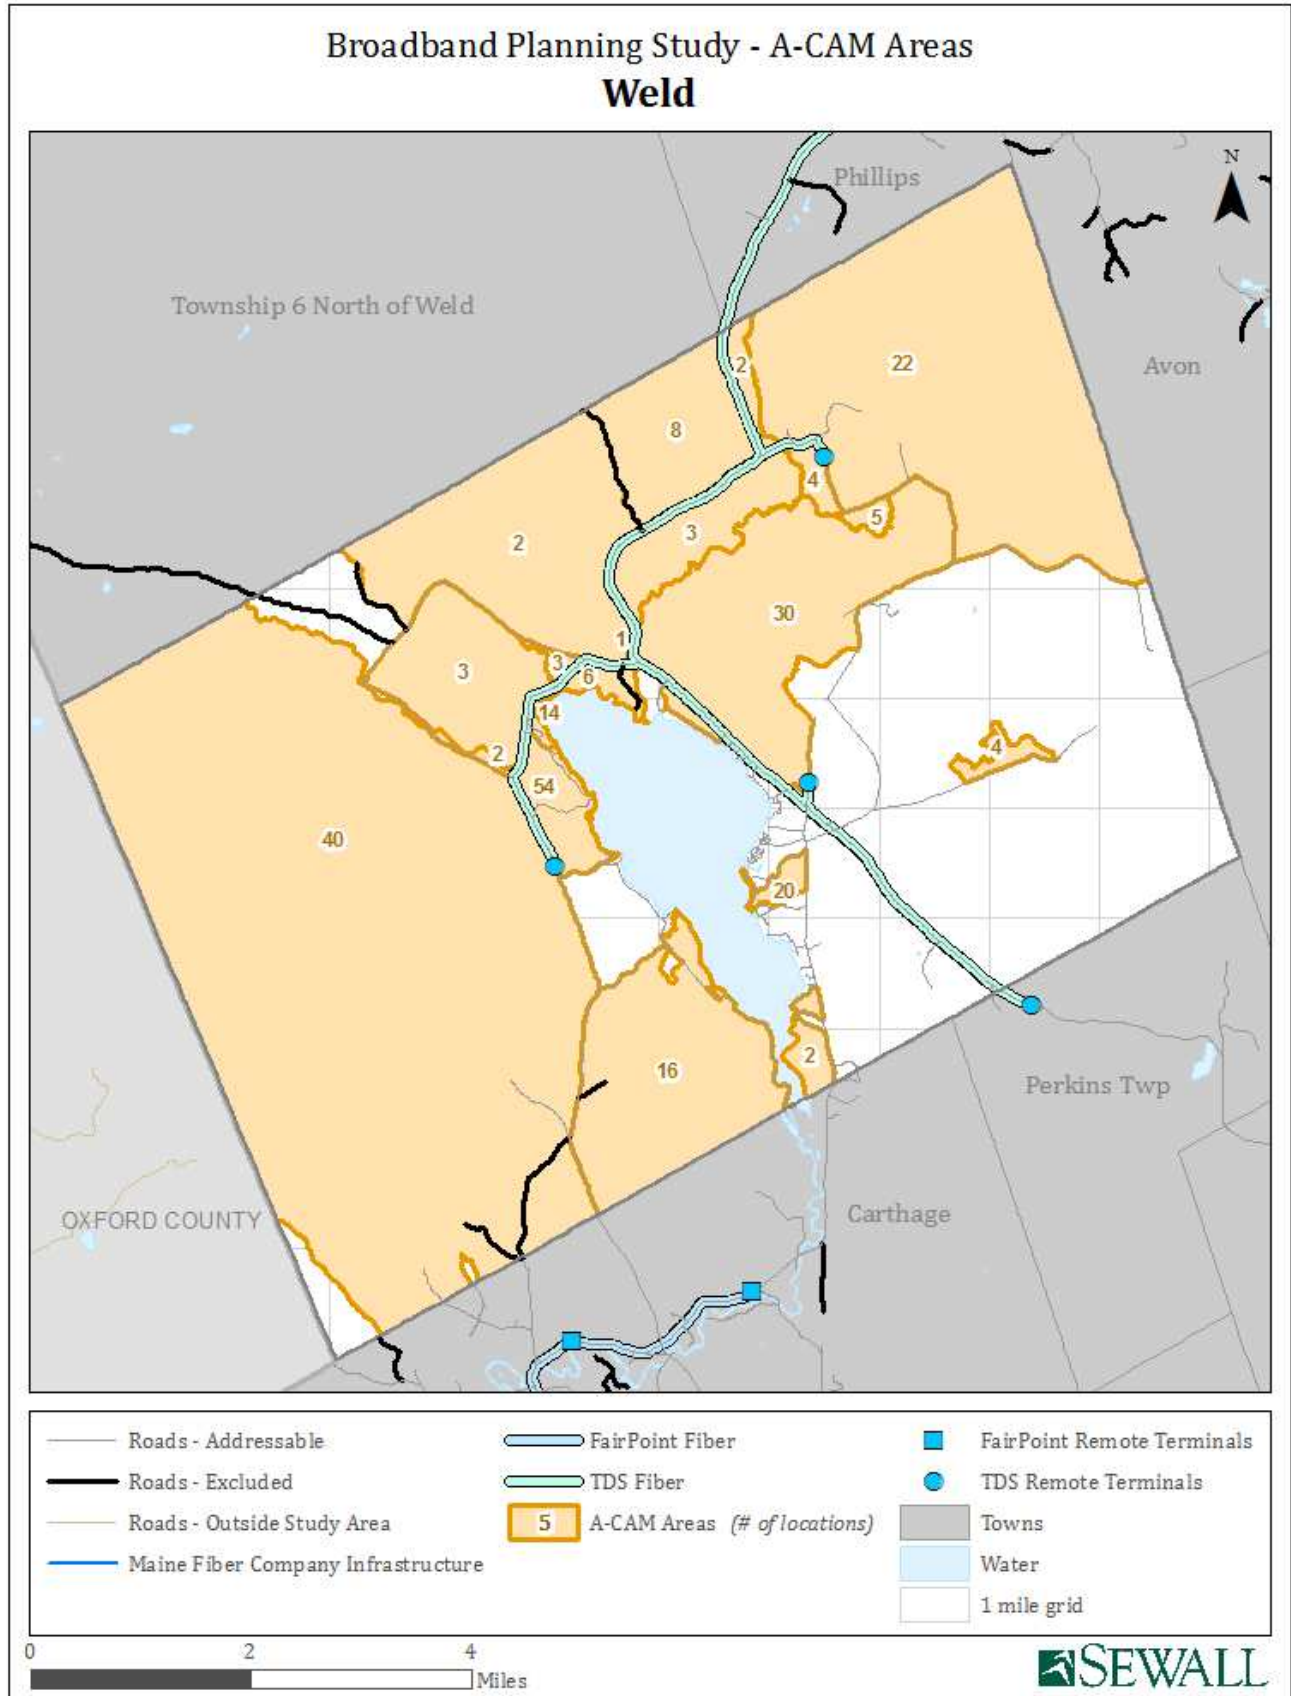 Broadband Planning Study - A-CAM Areas
Weld
N
Phillips
Township 6 North of Weld
Avon
2
22
8
4
5
3
2
30
1
3
3
6
14
2
4
54
40
20
2
16
Perkins Twp
OXFORD COUNTY
Carthage
Roads - Addressable
Roads - Excluded
Roads - Outside Study Area
Maine Fiber Company Infrastructure
FairPoint Fiber
TDS Fiber
5 A-CAM Areas (# of locations)
FairPoint Remote Terminals
TDS Remote Terminals
Towns
Water
1 mile grid
0 2 4
Miles
SEWALL